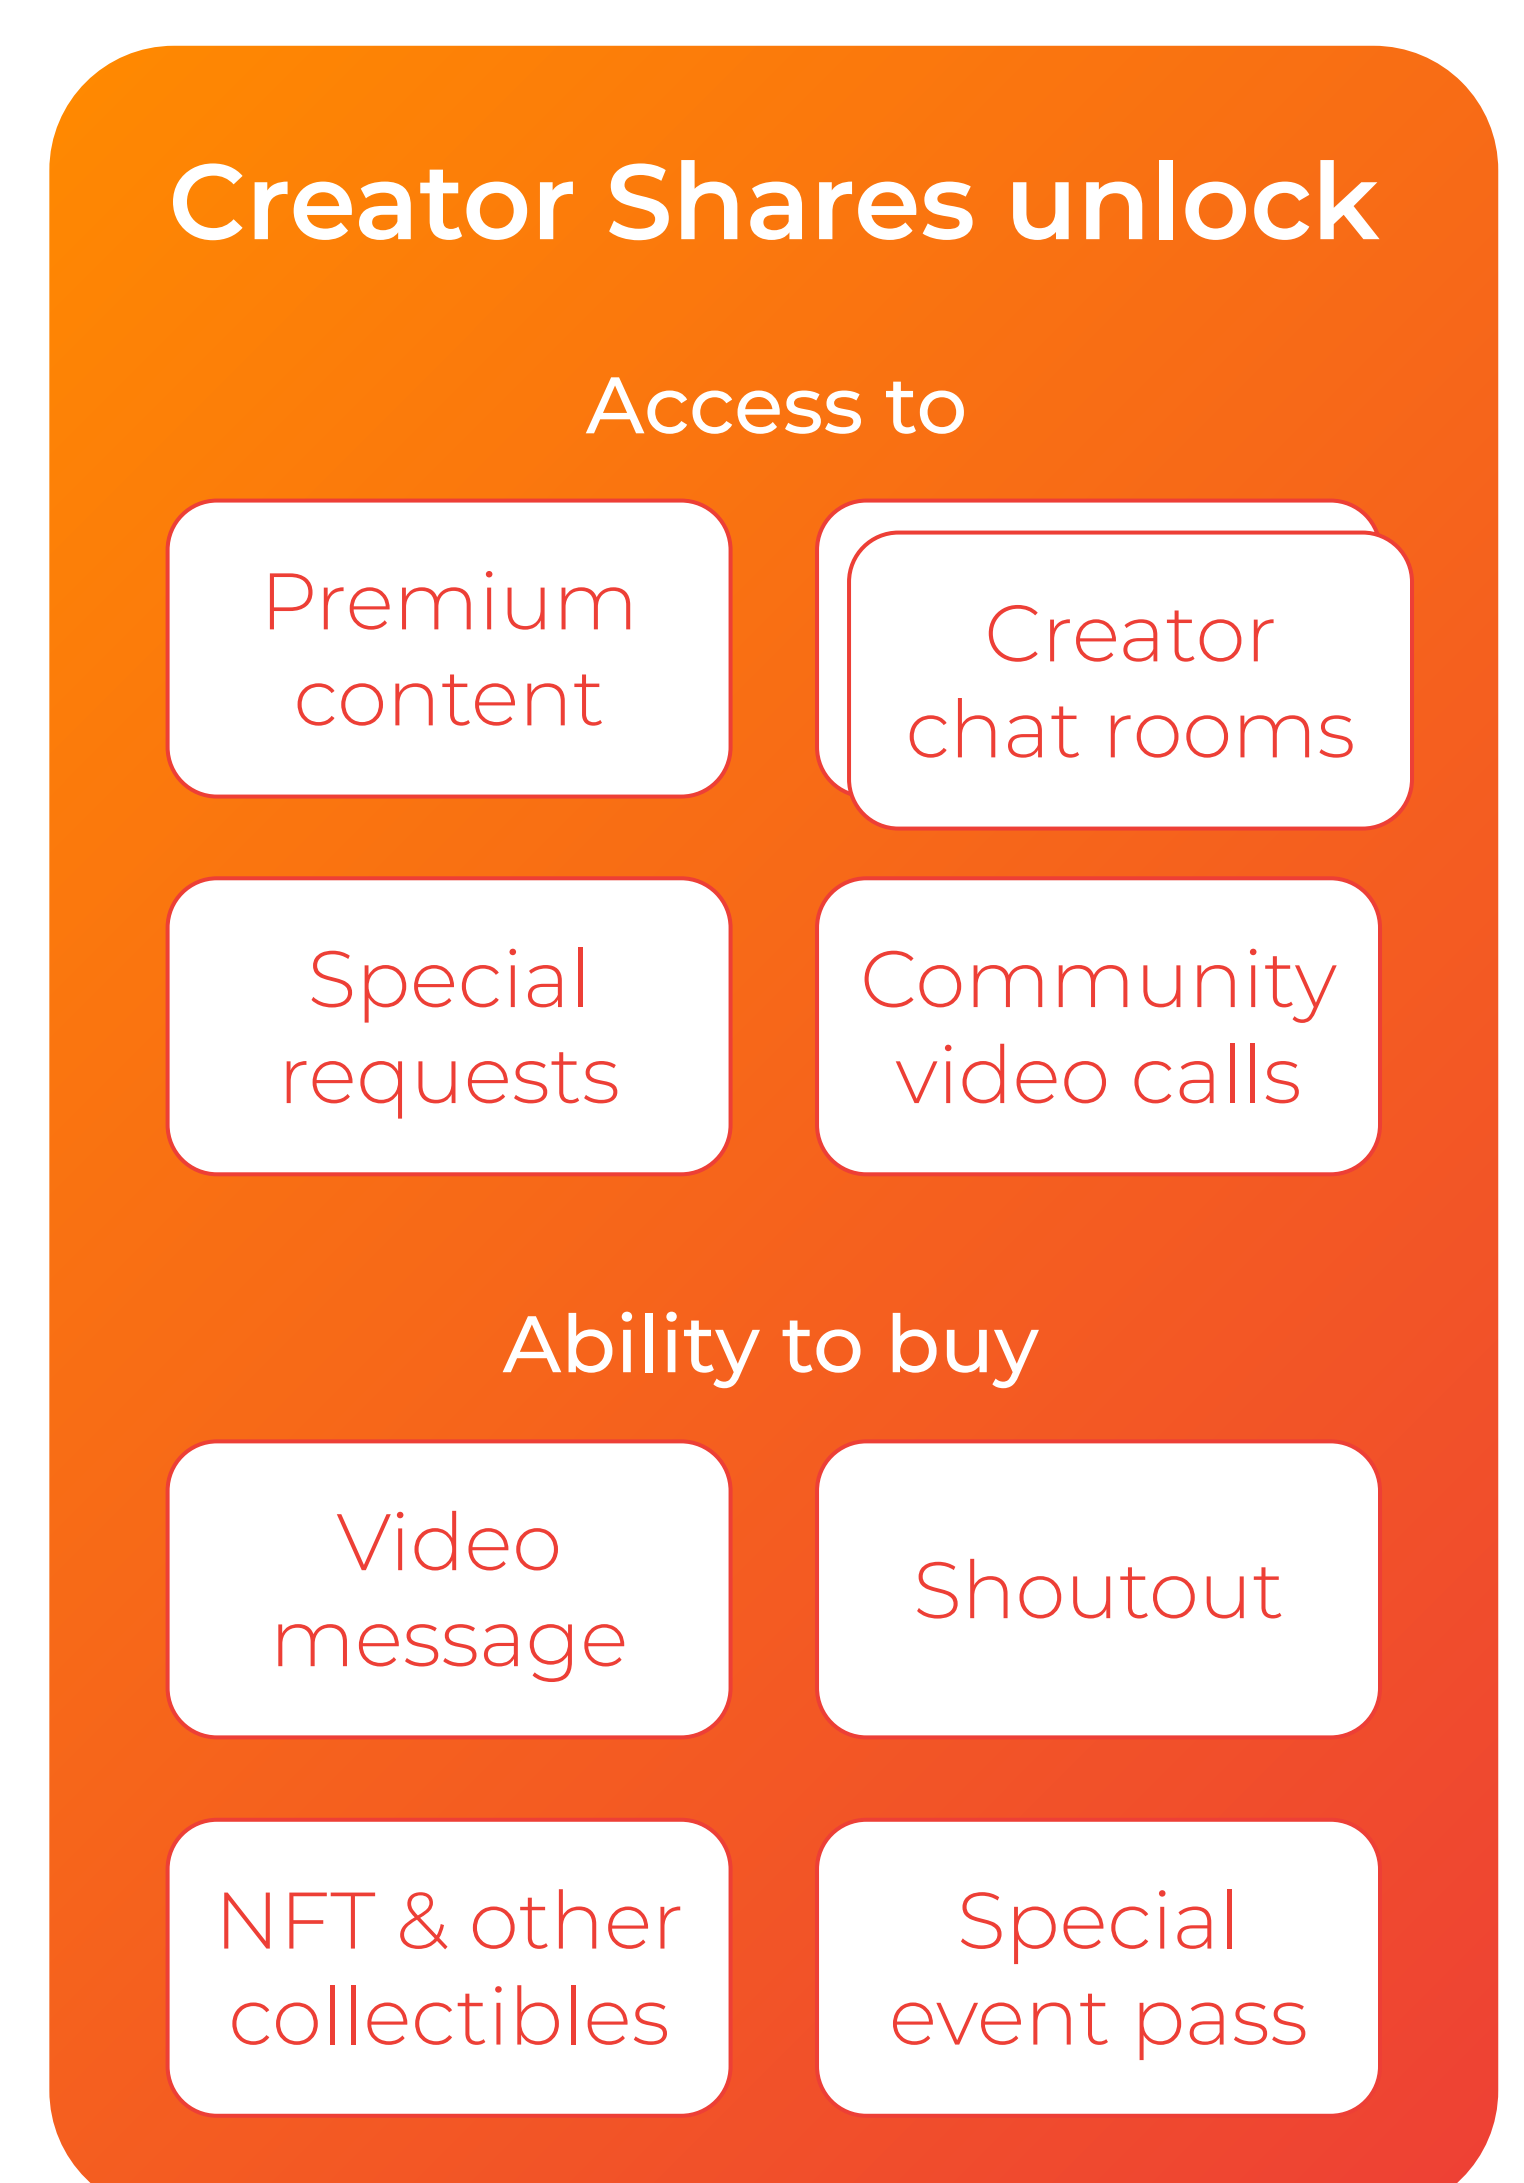 Creator Shares unlock
Access to
Premium
content
Creator
chat rooms
Special
requests
Community
video calls
Ability to buy
Video
message
Shoutout
NFT & other
collectibles
Special
event pass